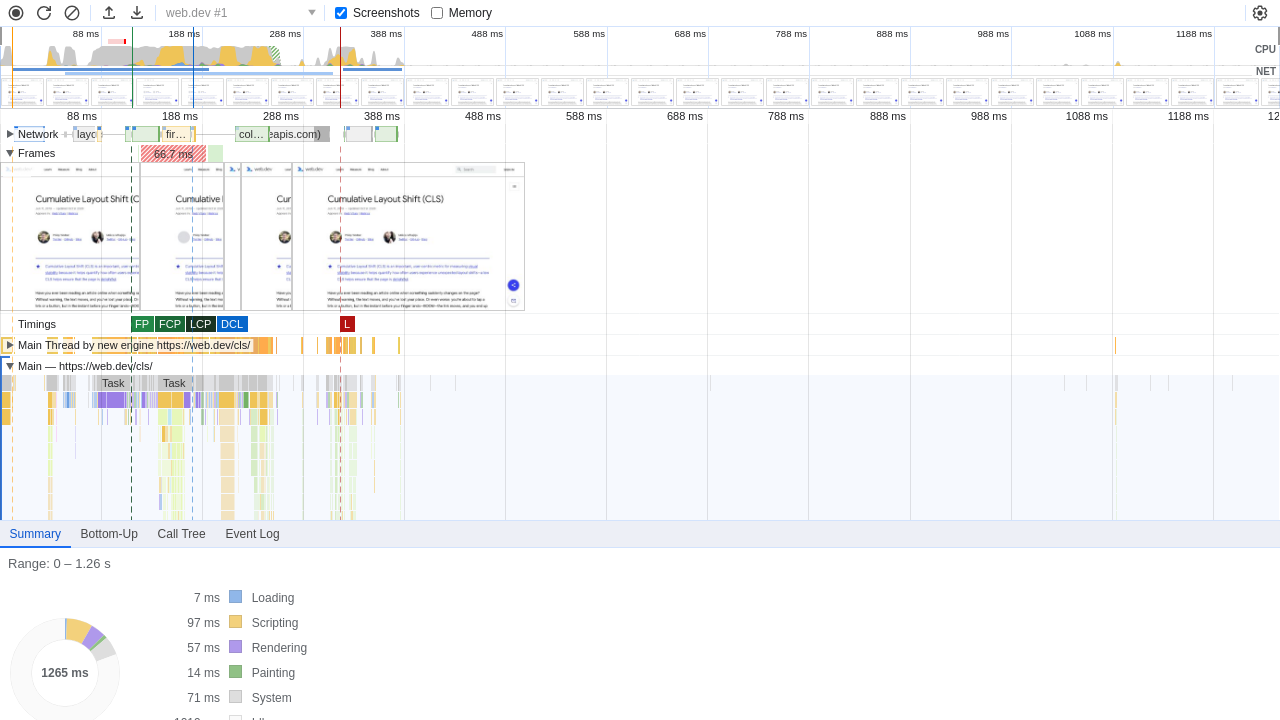 web.dev #1
Screenshots
Memory
88 ms
188 ms
288 ms
388 ms
488 ms
588 ms
688 ms
788 ms
888 ms
988 ms
1088 ms
1188 ms
CPU
NET
88 ms
188 ms
288 ms
388 ms
488 ms
588 ms
688 ms
788 ms
888 ms
988 ms
1088 ms
1188 ms
12
Network
fir…
col…
eapis.com)
Frames
66.7 ms
Cumulative Layout Shift (C
Cumulative
Cur
Cumulative Layout Shift (CLS)
Timings
FP
FCP
LCP
DCL
L
Main Thread by new engine https://web.dev/cls/
Main — https://web.dev/cls/
Task
Task
Summary
Bottom-Up
Call Tree
Event Log
Range: 0 – 1.26 s
7 ms
Loading
97 ms
Scripting
57 ms
Rendering
14 ms
Painting
71 ms
System
1265 ms